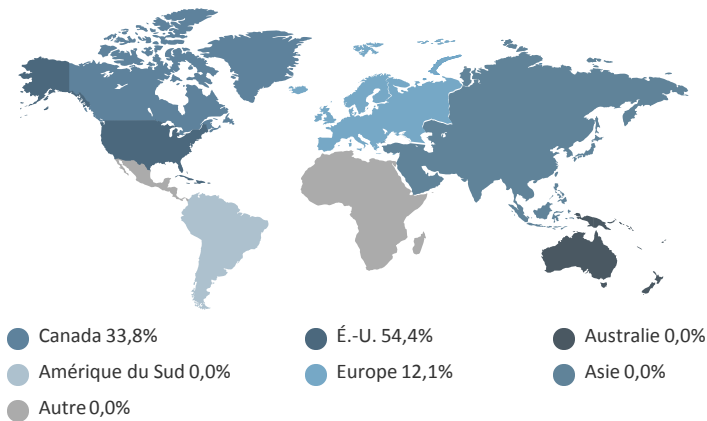 Canada 33,8%
É.-U. 54,4%
Australie 0,0%
Amérique du Sud 0,0%
Europe 12,1%
Asie 0,0%
Autre 0,0%